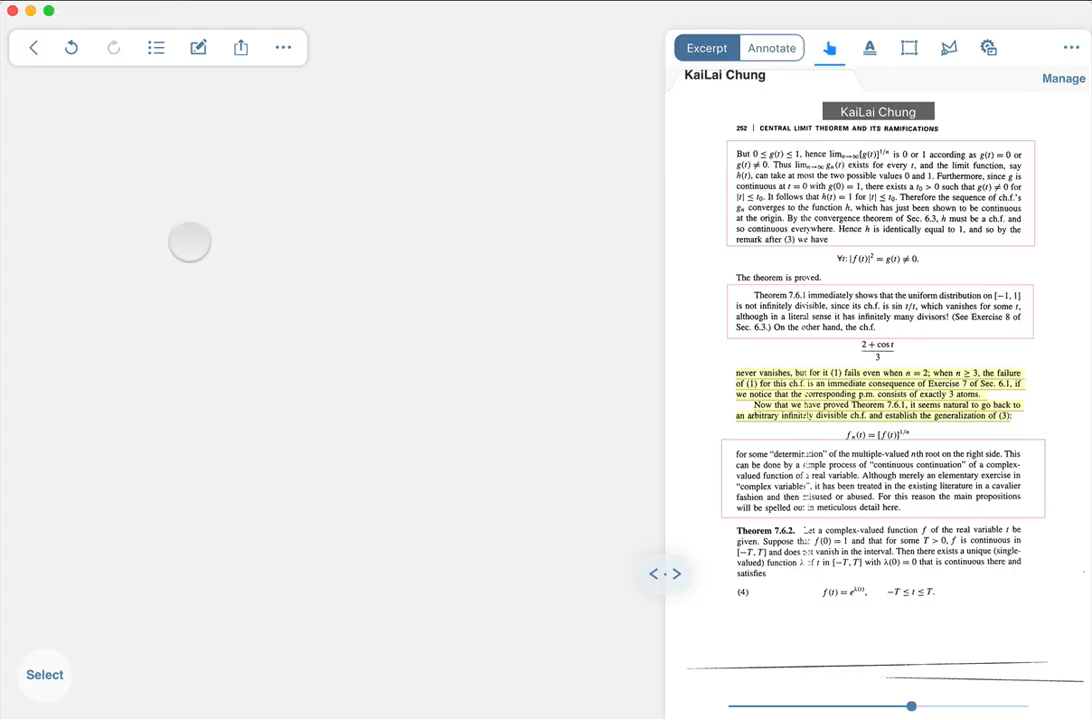 Excerpt Annotate
KaiLai Chung
Manage
KaiLai Chung
252 | CENTRAL LIMIT THEOREM AND ITS RAMIFICATIONS
But 0 ≤ g(t) ≤ 1, hence lim_{n→∞}[g(t)]^{1/n} is 0 or 1 according as g(t) = 0 or
g(t) ≠ 0. Thus lim_{n→∞} g_n(t) exists for every t, and the limit function, say
h(t), can take at most the two possible values 0 and 1. Furthermore, since g is
continuous at t = 0 with g(0) = 1, there exists a t₀ > 0 such that g(t) ≠ 0 for
|t| ≤ t₀. It follows that h(t) = 1 for |t| ≤ t₀. Therefore the sequence of ch.f.'s
g_n converges to the function h, which has just been shown to be continuous
at the origin. By the convergence theorem of Sec. 6.3, h must be a ch.f. and
so continuous everywhere. Hence h is identically equal to 1, and so by the
remark after (3) we have
∀t: |f(t)|² = g(t) ≠ 0.
The theorem is proved.
Theorem 7.6.1 immediately shows that the uniform distribution on [−1, 1]
is not infinitely divisible, since its ch.f. is sin t/t, which vanishes for some t,
although in a literal sense it has infinitely many divisors! (See Exercise 8 of
Sec. 6.3.) On the other hand, the ch.f.
2 + cos t
3
never vanishes, but for it (1) fails even when n = 2; when n ≥ 3, the failure
of (1) for this ch.f. is an immediate consequence of Exercise 7 of Sec. 6.1, if
we notice that the corresponding p.m. consists of exactly 3 atoms.
Now that we have proved Theorem 7.6.1, it seems natural to go back to
an arbitrary infinitely divisible ch.f. and establish the generalization of (3):
f_n(t) = [f(t)]^{1/n}
for some "determination" of the multiple-valued nth root on the right side. This
can be done by a simple process of "continuous continuation" of a complex-
valued function of a real variable. Although merely an elementary exercise in
"complex variables", it has been treated in the existing literature in a cavalier
fashion and then misused or abused. For this reason the main propositions
will be spelled out in meticulous detail here.
Theorem 7.6.2. Let a complex-valued function f of the real variable t be
given. Suppose that f(0) = 1 and that for some T > 0, f is continuous in
[−T, T] and does not vanish in the interval. Then there exists a unique (single-
valued) function λ of t in [−T, T] with λ(0) = 0 that is continuous there and
satisfies
(4) f(t) = e^{λ(t)}, −T ≤ t ≤ T.
Select